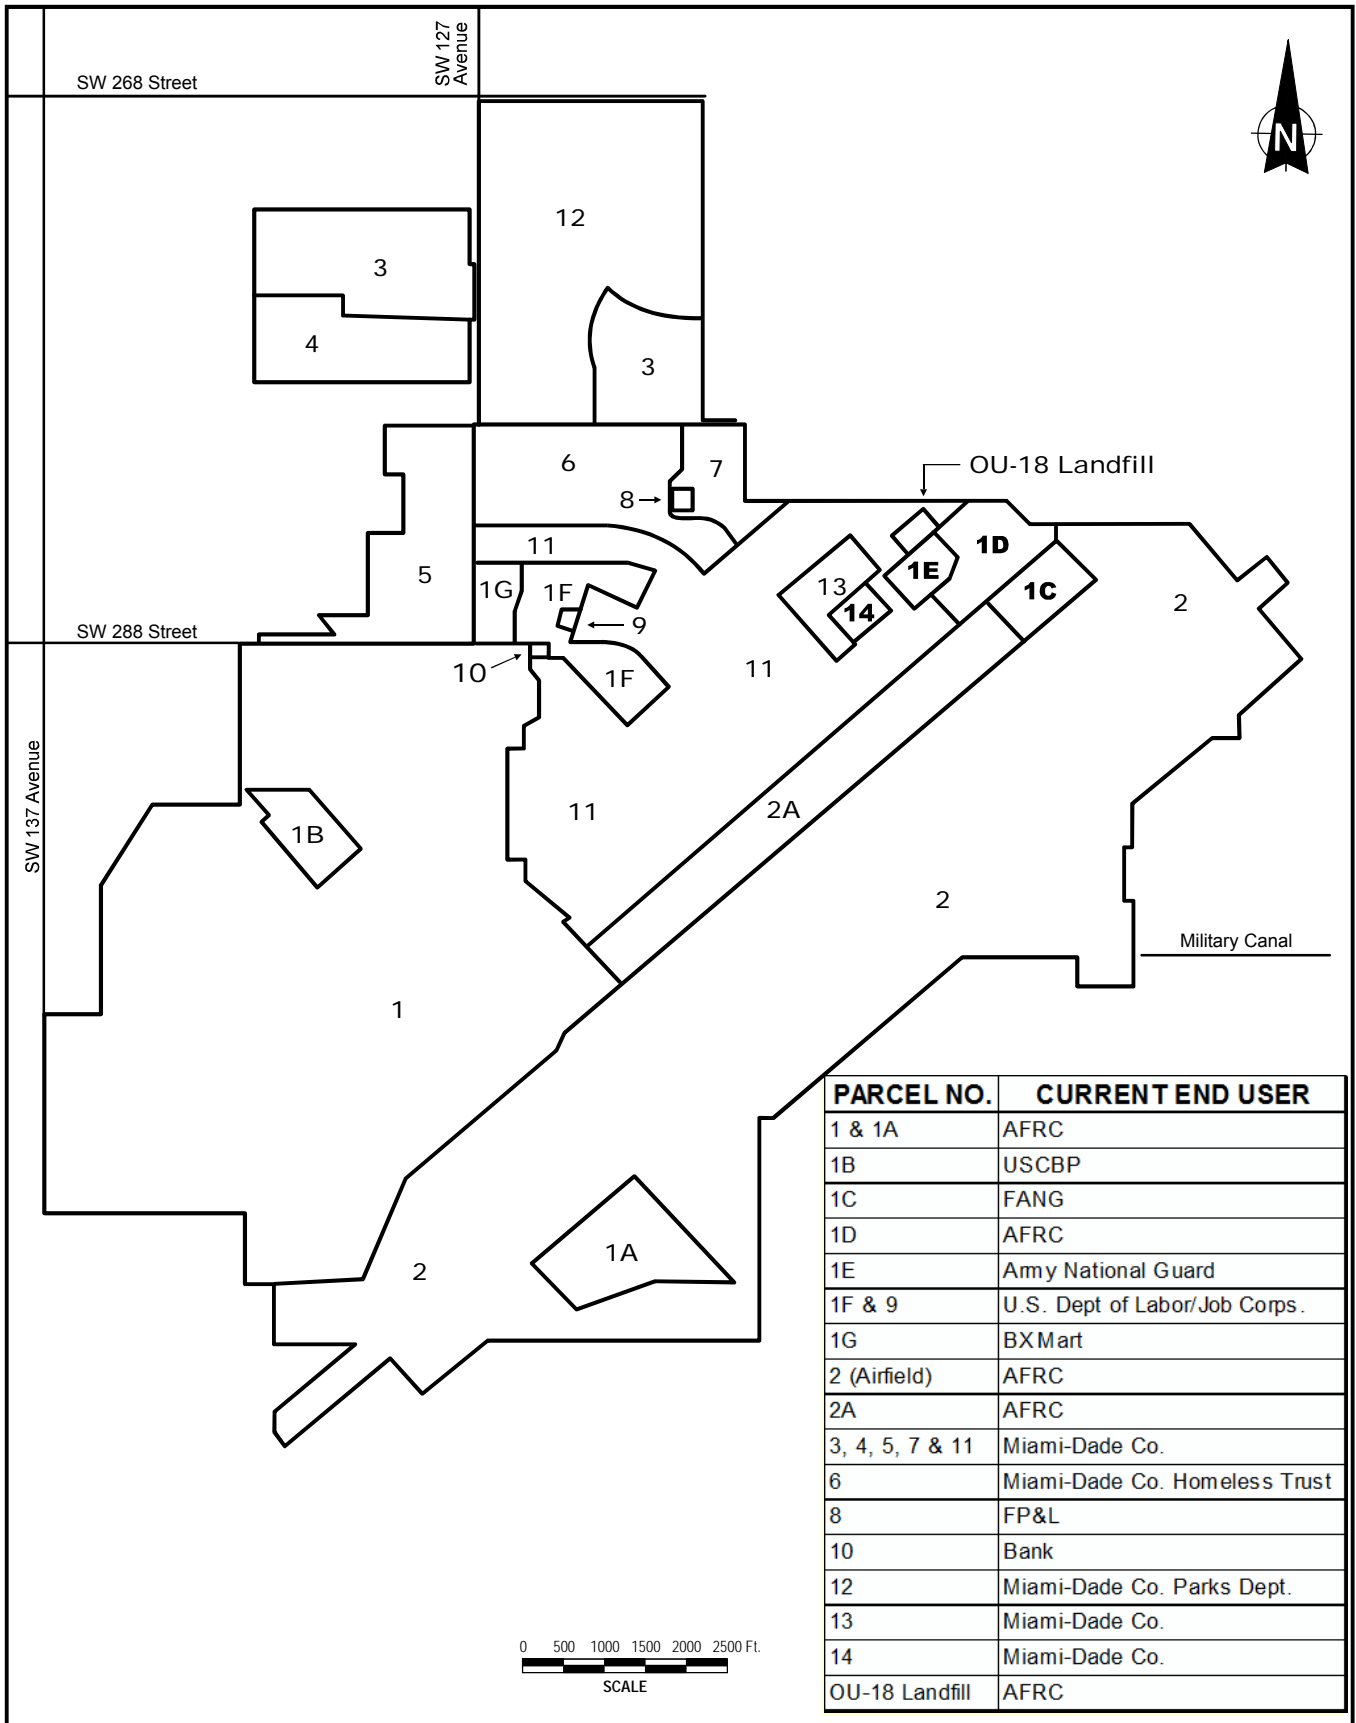 SW 127
Avenue
SW 268 Street
N
12
3
4
3
6
7
OU-18 Landfill
8
11
1D
5
1G
1F
13
1E
1C
14
2
9
SW 288 Street
10
1F
11
SW 137 Avenue
1B
11
2A
2
Military Canal
1
1A
2
PARCEL NO. CURRENT END USER
1 & 1A AFRC
1B USCBP
1C FANG
1D AFRC
1E Army National Guard
1F & 9 U.S. Dept of Labor/Job Corps.
1G BX Mart
2 (Airfield) AFRC
2A AFRC
3, 4, 5, 7 & 11 Miami-Dade Co.
6 Miami-Dade Co. Homeless Trust
8 FP&L
10 Bank
12 Miami-Dade Co. Parks Dept.
13 Miami-Dade Co.
14 Miami-Dade Co.
OU-18 Landfill AFRC
0 500 1000 1500 2000 2500 Ft.
SCALE